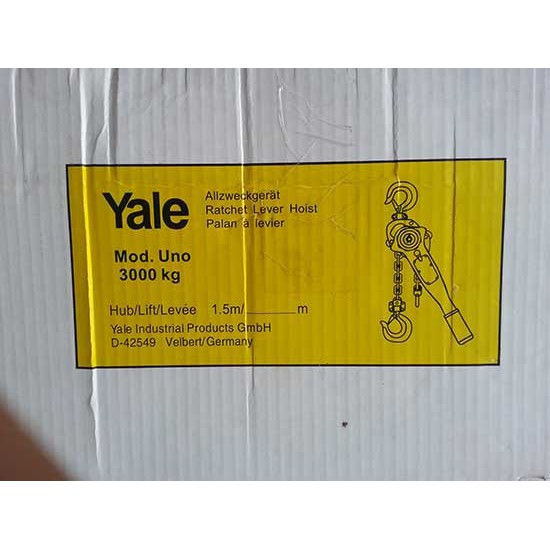 Yale
Allzweckgerät
Ratchet Lever Hoist
Palan à levier
Mod. Uno
3000 kg
Hub/Lift/Levée 1.5m/________m
Yale Industrial Products GmbH
D-42549 Velbert/Germany